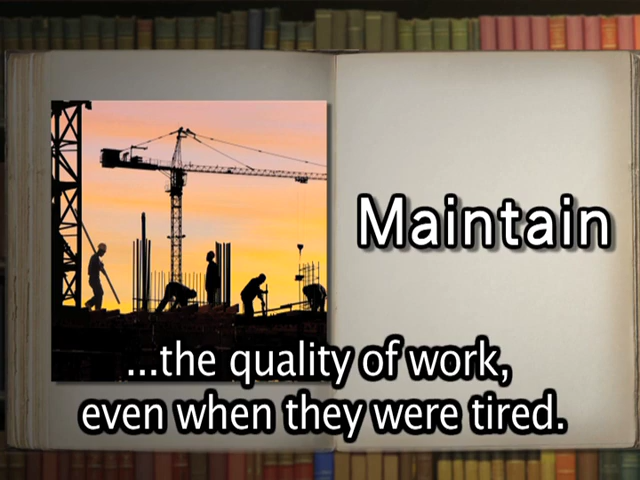 Maintain
...the quality of work,
even when they were tired.